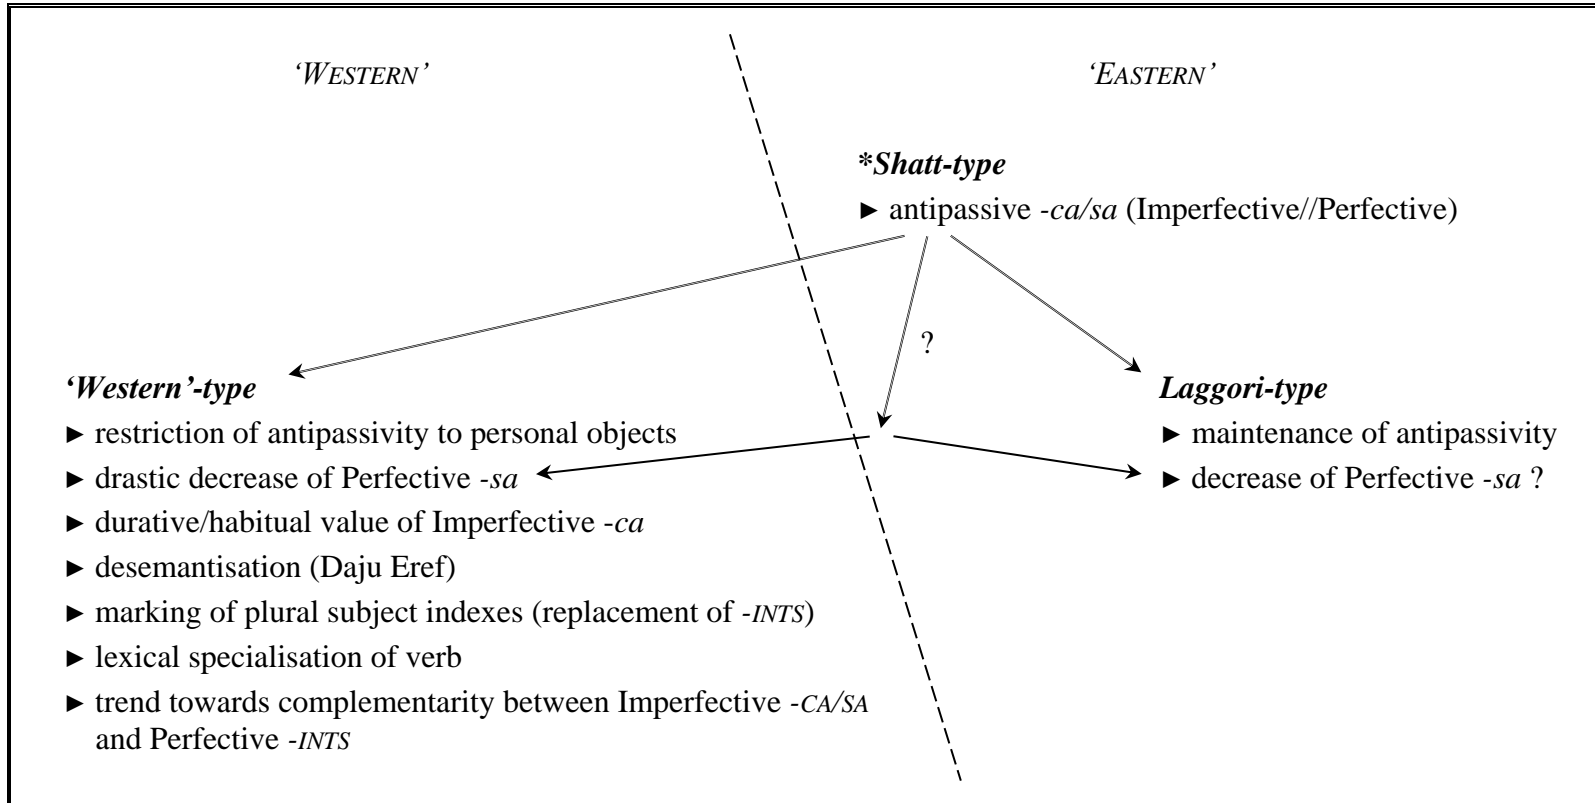 ‘WESTERN’
‘EASTERN’
*Shatt-type
► antipassive -ca/sa (Imperfective//Perfective)
?
‘Western’-type
► restriction of antipassivity to personal objects
► drastic decrease of Perfective -sa
► durative/habitual value of Imperfective -ca
► desemantisation (Daju Eref)
► marking of plural subject indexes (replacement of -INTS)
► lexical specialisation of verb
► trend towards complementarity between Imperfective -CA/SA
and Perfective -INTS
Laggori-type
► maintenance of antipassivity
► decrease of Perfective -sa ?